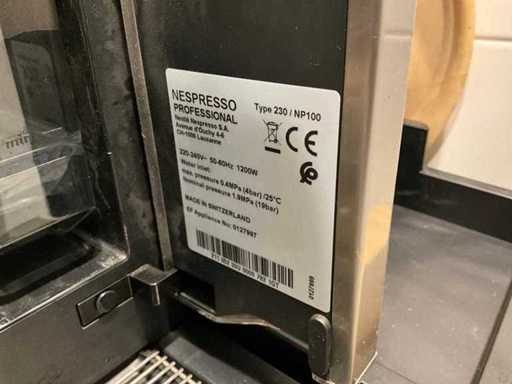 NESPRESSO
PROFESSIONAL
Type 230 / NP100
Nestlé Nespresso S.A.
Avenue d'Ouchy 4-6
CH-1006 Lausanne
220-240V~ 50-60Hz 1200W
Water inlet:
max. pressure 0.4MPa (4bar) /25°C
Nominal pressure 1.9MPa (19bar)
MADE IN SWITZERLAND
EF Appliance No: 0127997